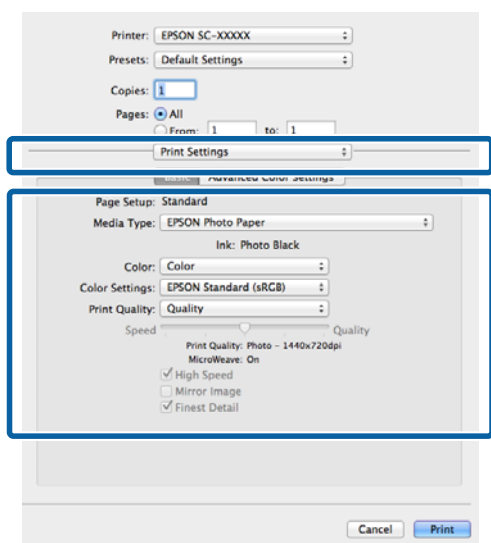 Printer: EPSON SC-XXXXX
Presets: Default Settings
Copies: 1
Pages: All
From: 1 to: 1
Print Settings
Basic Advanced Color Settings
Page Setup: Standard
Media Type: EPSON Photo Paper
Ink: Photo Black
Color: Color
Color Settings: EPSON Standard (sRGB)
Print Quality: Quality
Speed Quality
Print Quality: Photo - 1440x720dpi
MicroWeave: On
High Speed
Mirror Image
Finest Detail
Cancel Print